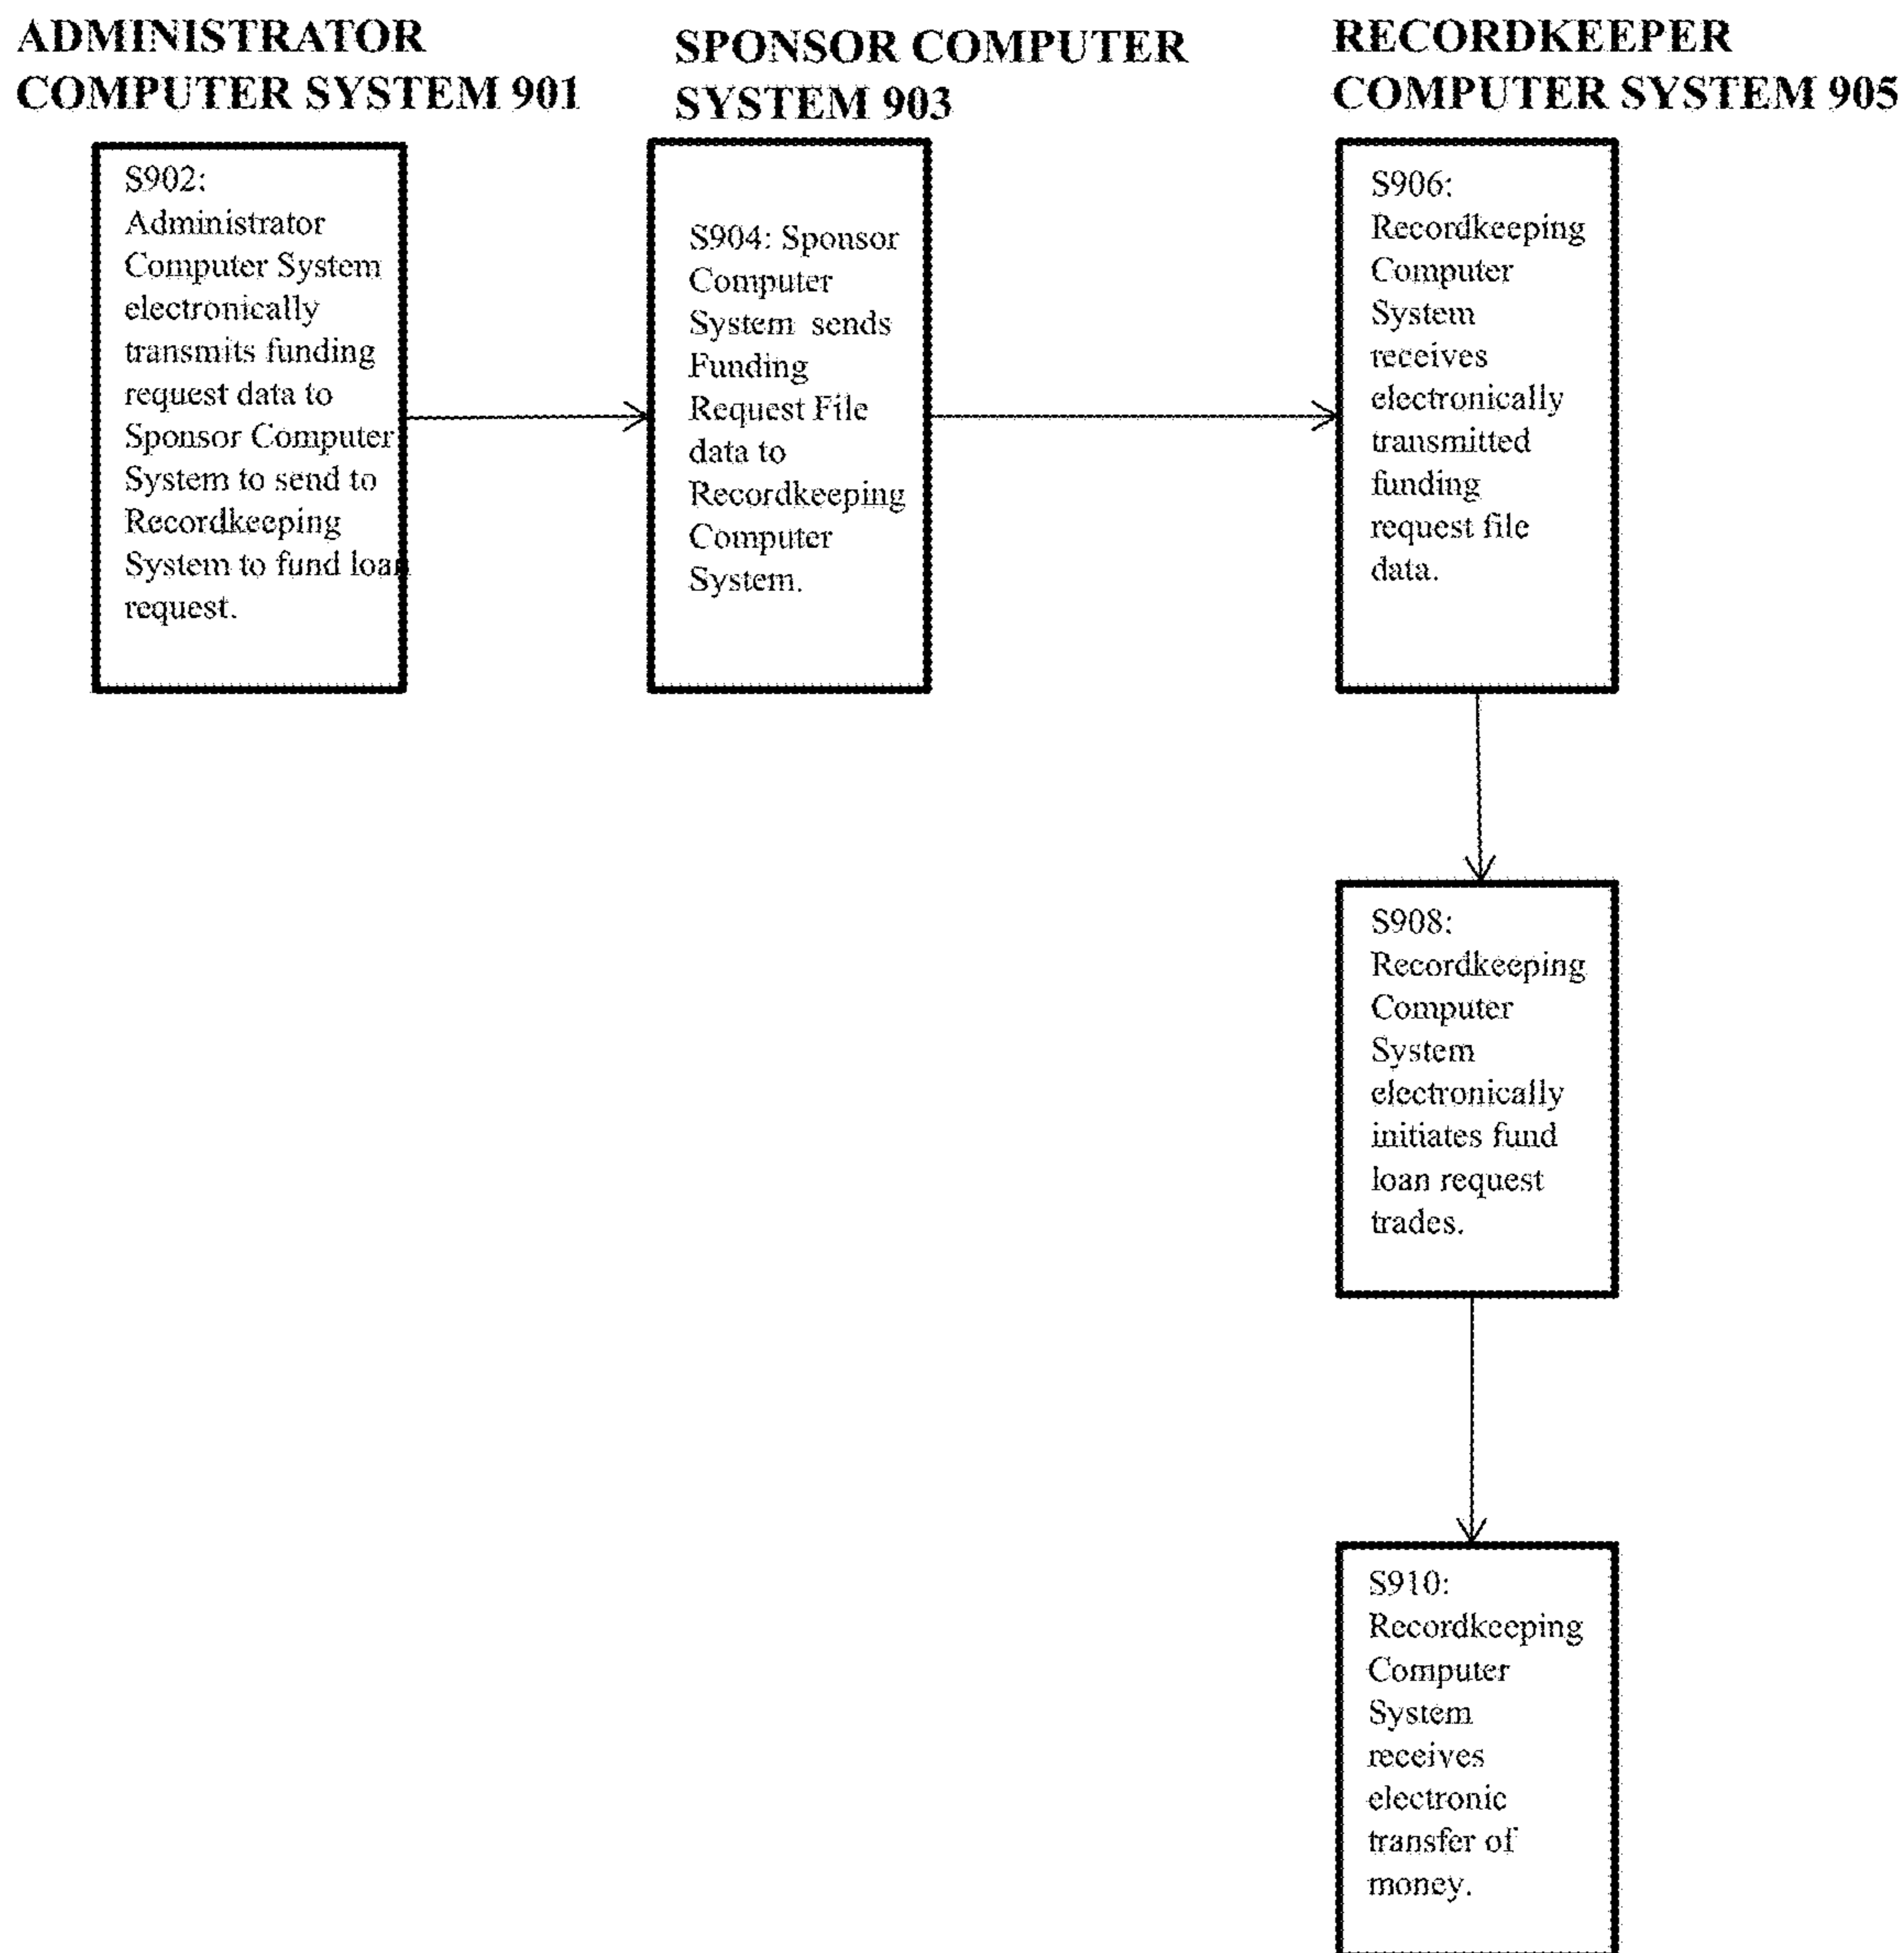 ADMINISTRATOR
COMPUTER SYSTEM 901
SPONSOR COMPUTER
SYSTEM 903
RECORDKEEPER
COMPUTER SYSTEM 905
S902:
Administrator
Computer System
electronically
transmits funding
request data to
Sponsor Computer
System to send to
Recordkeeping
System to fund loan
request.
S904: Sponsor
Computer
System sends
Funding
Request File
data to
Recordkeeping
Computer
System.
S906:
Recordkeeping
Computer
System
receives
electronically
transmitted
funding
request file
data.
S908:
Recordkeeping
Computer
System
electronically
initiates fund
loan request
trades.
S910:
Recordkeeping
Computer
System
receives
electronic
transfer of
money.